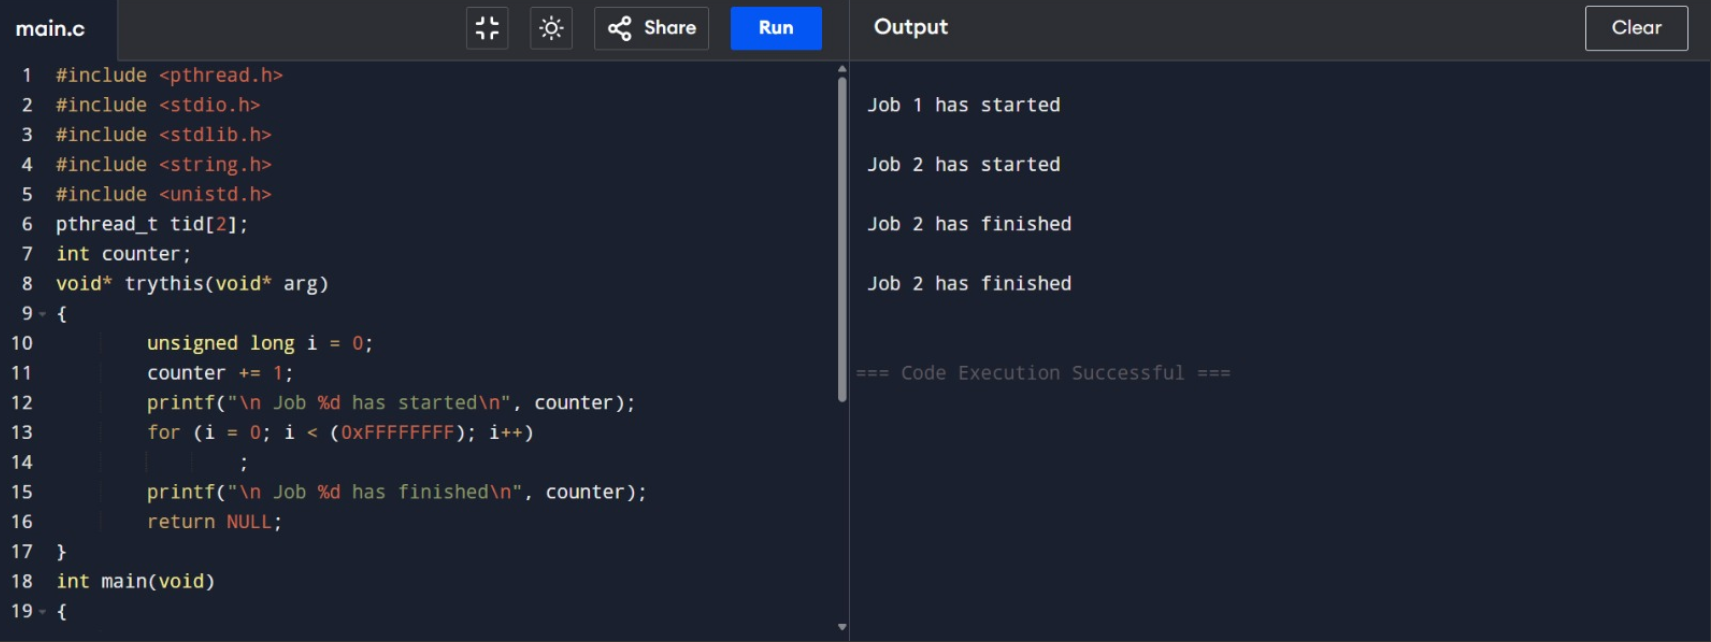 main.c
Share
Run
Output
Clear
1 #include <pthread.h>
2 #include <stdio.h>
3 #include <stdlib.h>
4 #include <string.h>
5 #include <unistd.h>
6 pthread_t tid[2];
7 int counter;
8 void* trythis(void* arg)
9 {
10 unsigned long i = 0;
11 counter += 1;
12 printf("\n Job %d has started\n", counter);
13 for (i = 0; i < (0xFFFFFFFF); i++)
14 ;
15 printf("\n Job %d has finished\n", counter);
16 return NULL;
17 }
18 int main(void)
19 {
Job 1 has started
Job 2 has started
Job 2 has finished
Job 2 has finished
=== Code Execution Successful ===